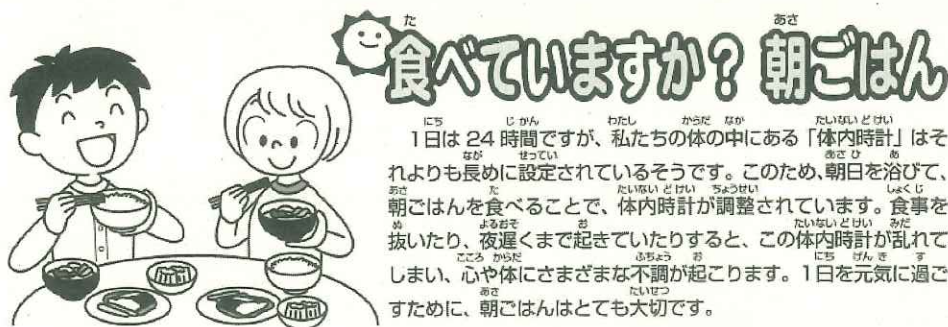 食べていますか？ 朝ごはん
1日は 24 時間ですが、私たちの体の中にある「体内時計」はそ
れよりも長めに設定されているそうです。このため、朝日を浴びて、
朝ごはんを食べることで、体内時計が調整されています。食事を
抜いたり、夜遅くまで起きていたりすると、この体内時計が乱れて
しまい、心や体にさまざまな不調が起こります。1日を元気に過ご
すために、朝ごはんはとても大切です。